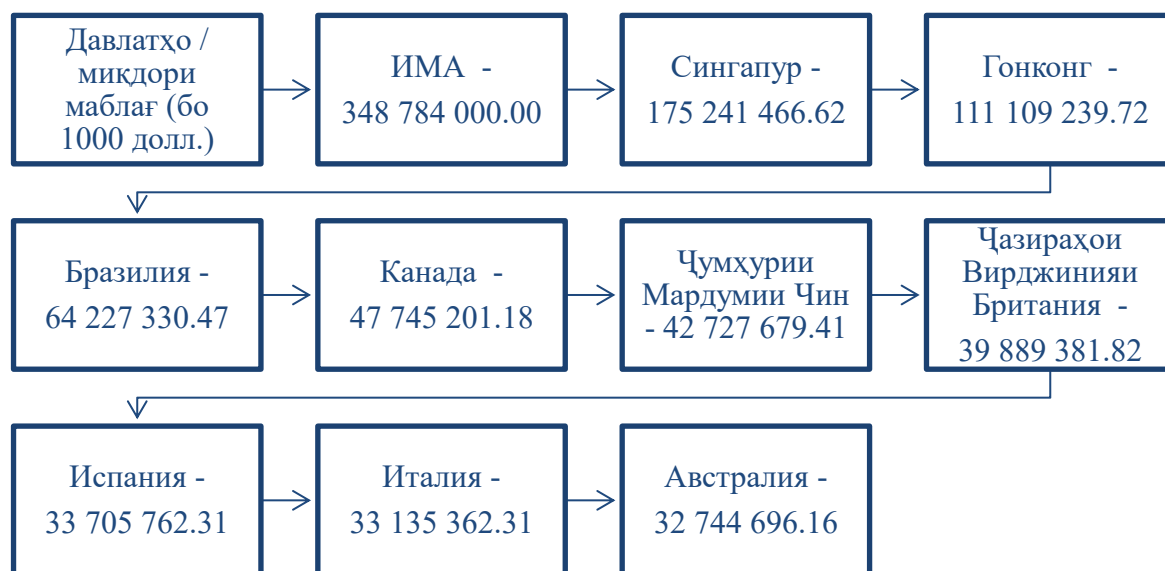 Давлатҳо /
миқдори
маблағ (бо
1000 долл.)
ИМА -
348 784 000.00
Сингапур -
175 241 466.62
Гонконг -
111 109 239.72
Бразилия -
64 227 330.47
Канада -
47 745 201.18
Ҷумҳурии
Мардумии Чин
- 42 727 679.41
Ҷазираҳои
Вирджинияи
Британия -
39 889 381.82
Испания -
33 705 762.31
Италия -
33 135 362.31
Австралия -
32 744 696.16